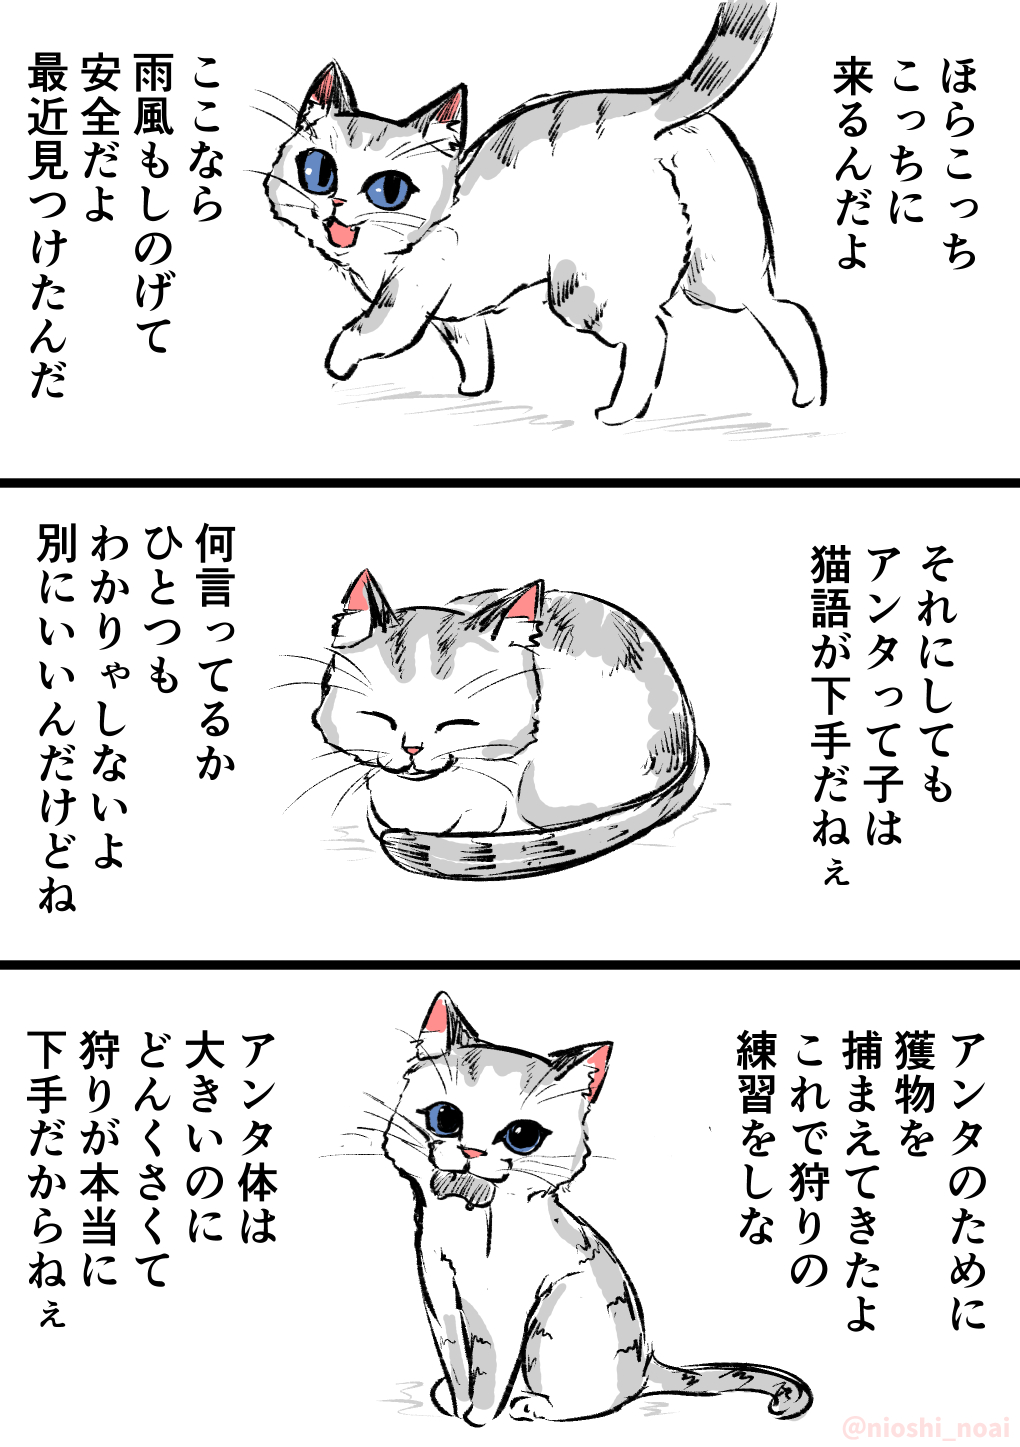 ほらこっち
こっちに
来るんだよ
ここなら
雨風もしのげて
安全だよ
最近見つけたんだ
それにしても
アンタって子は
猫語が下手だねぇ
何言ってるか
ひとつも
わかりゃしないよ
別にいいんだけどね
アンタのために
獲物を
捕まえてきたよ
これで狩りの
練習をしな
アンタ体は
大きいのに
どんくさくて
狩りが本当に
下手だからねぇ
@nioshi_noai